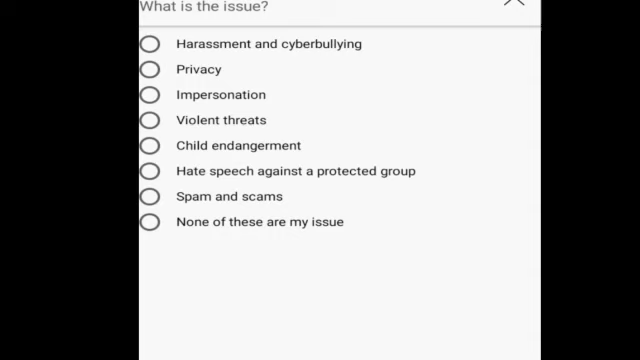 What is the issue?
Harassment and cyberbullying
Privacy
Impersonation
Violent threats
Child endangerment
Hate speech against a protected group
Spam and scams
None of these are my issue